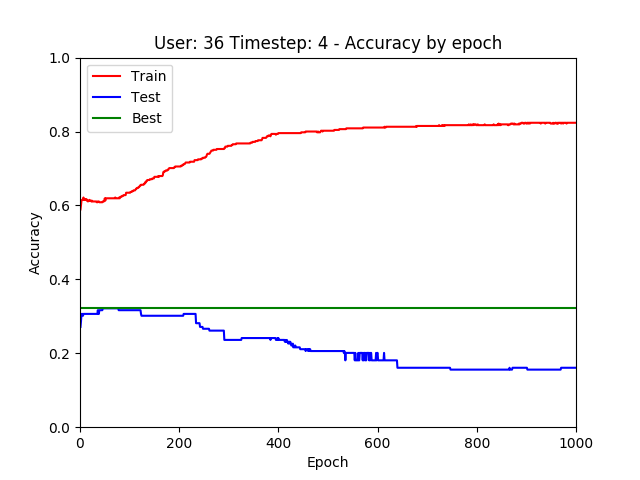 User: 36 Timestep: 4 - Accuracy by epoch
1.0
0.8
0.6
0.4
0.2
0.0
Accuracy
Train
Test
Best
0 200 400 600 800 1000
Epoch